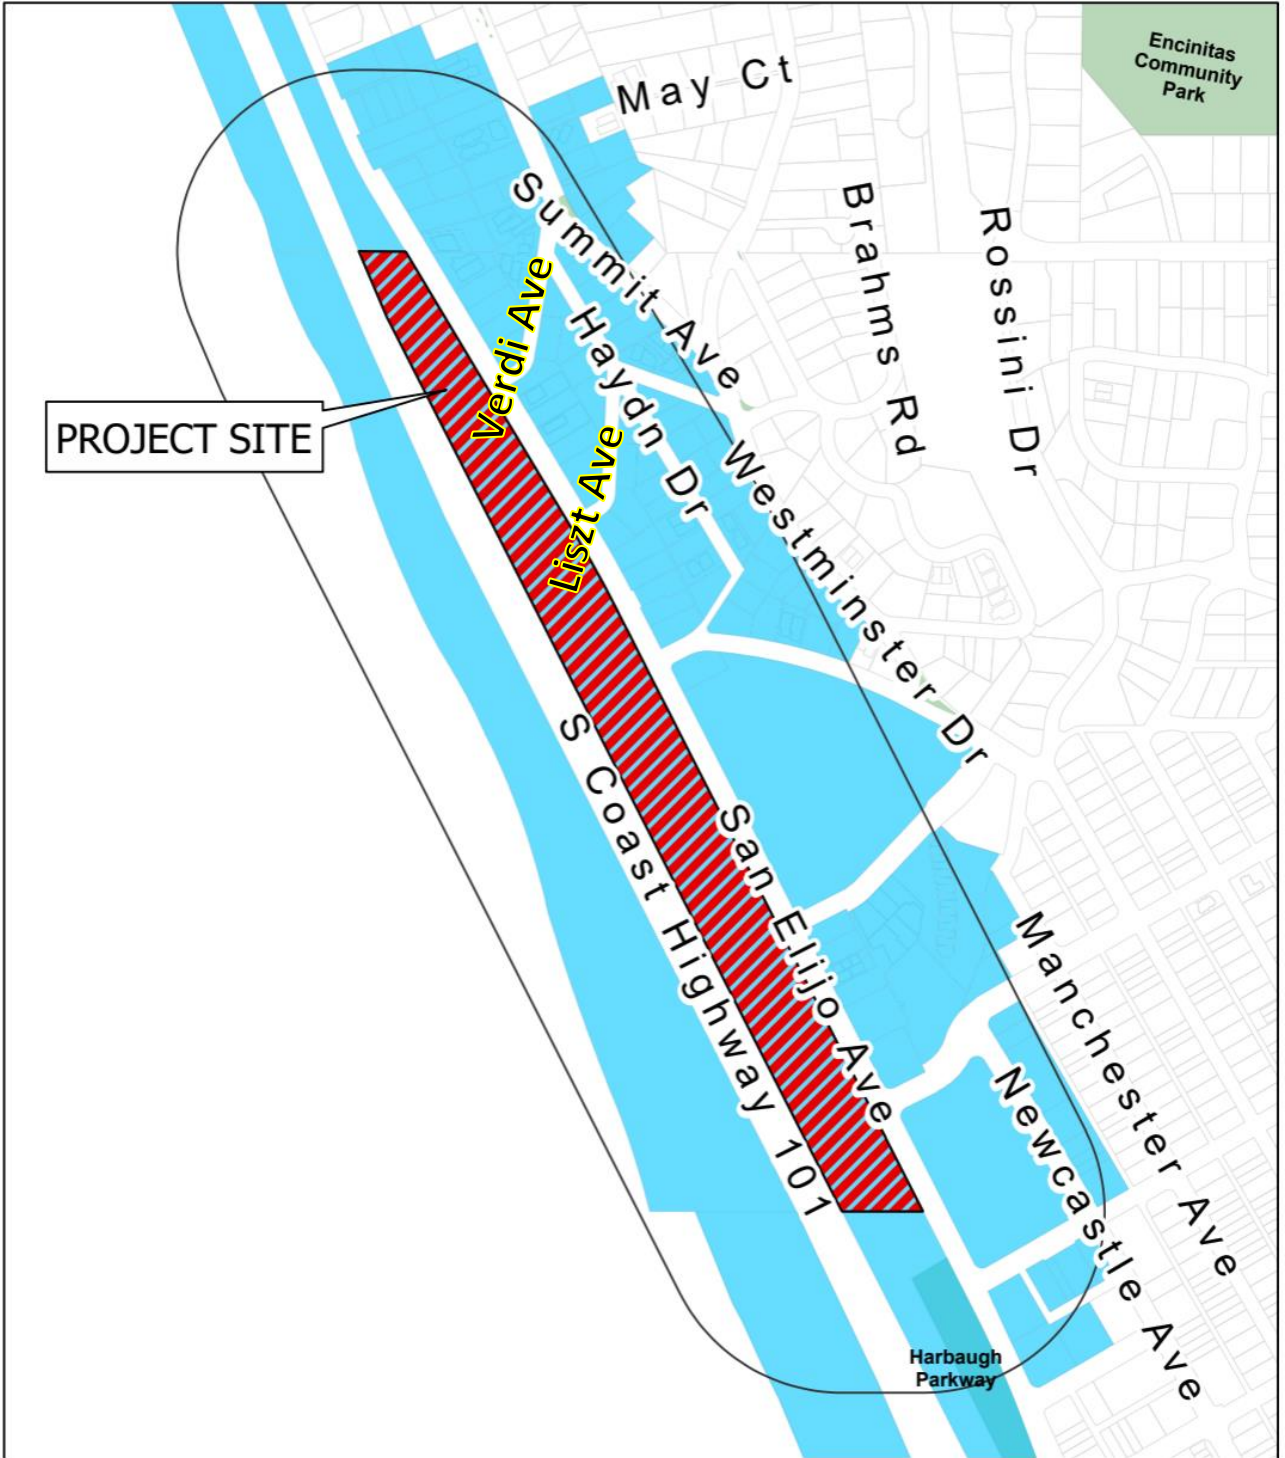 Encinitas
Community
Park
May Ct
Summit Ave
Brahms Rd
Rossini Dr
Verdi Ave
Haydn Dr
PROJECT SITE
Liszt Ave
Westminster Dr
S Coast Highway 101
San Elijo Ave
Manchester Ave
Newcastle Ave
Harbaugh
Parkway